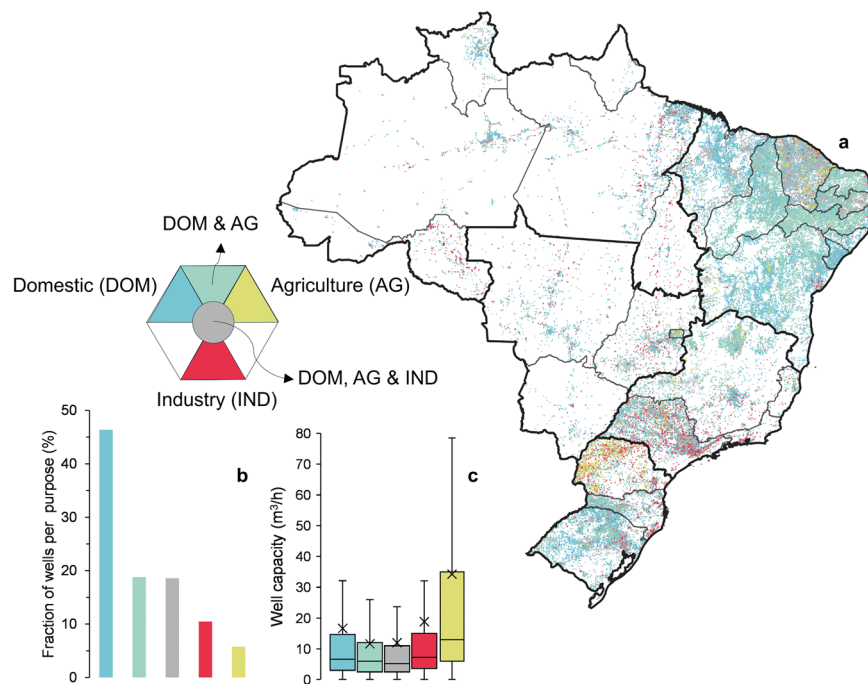 a
DOM & AG
Domestic (DOM)
Agriculture (AG)
DOM, AG & IND
Industry (IND)
b
Fraction of wells per purpose (%)
50
40
30
20
10
0
c
Well capacity (m³/h)
80
70
60
50
40
30
20
10
0